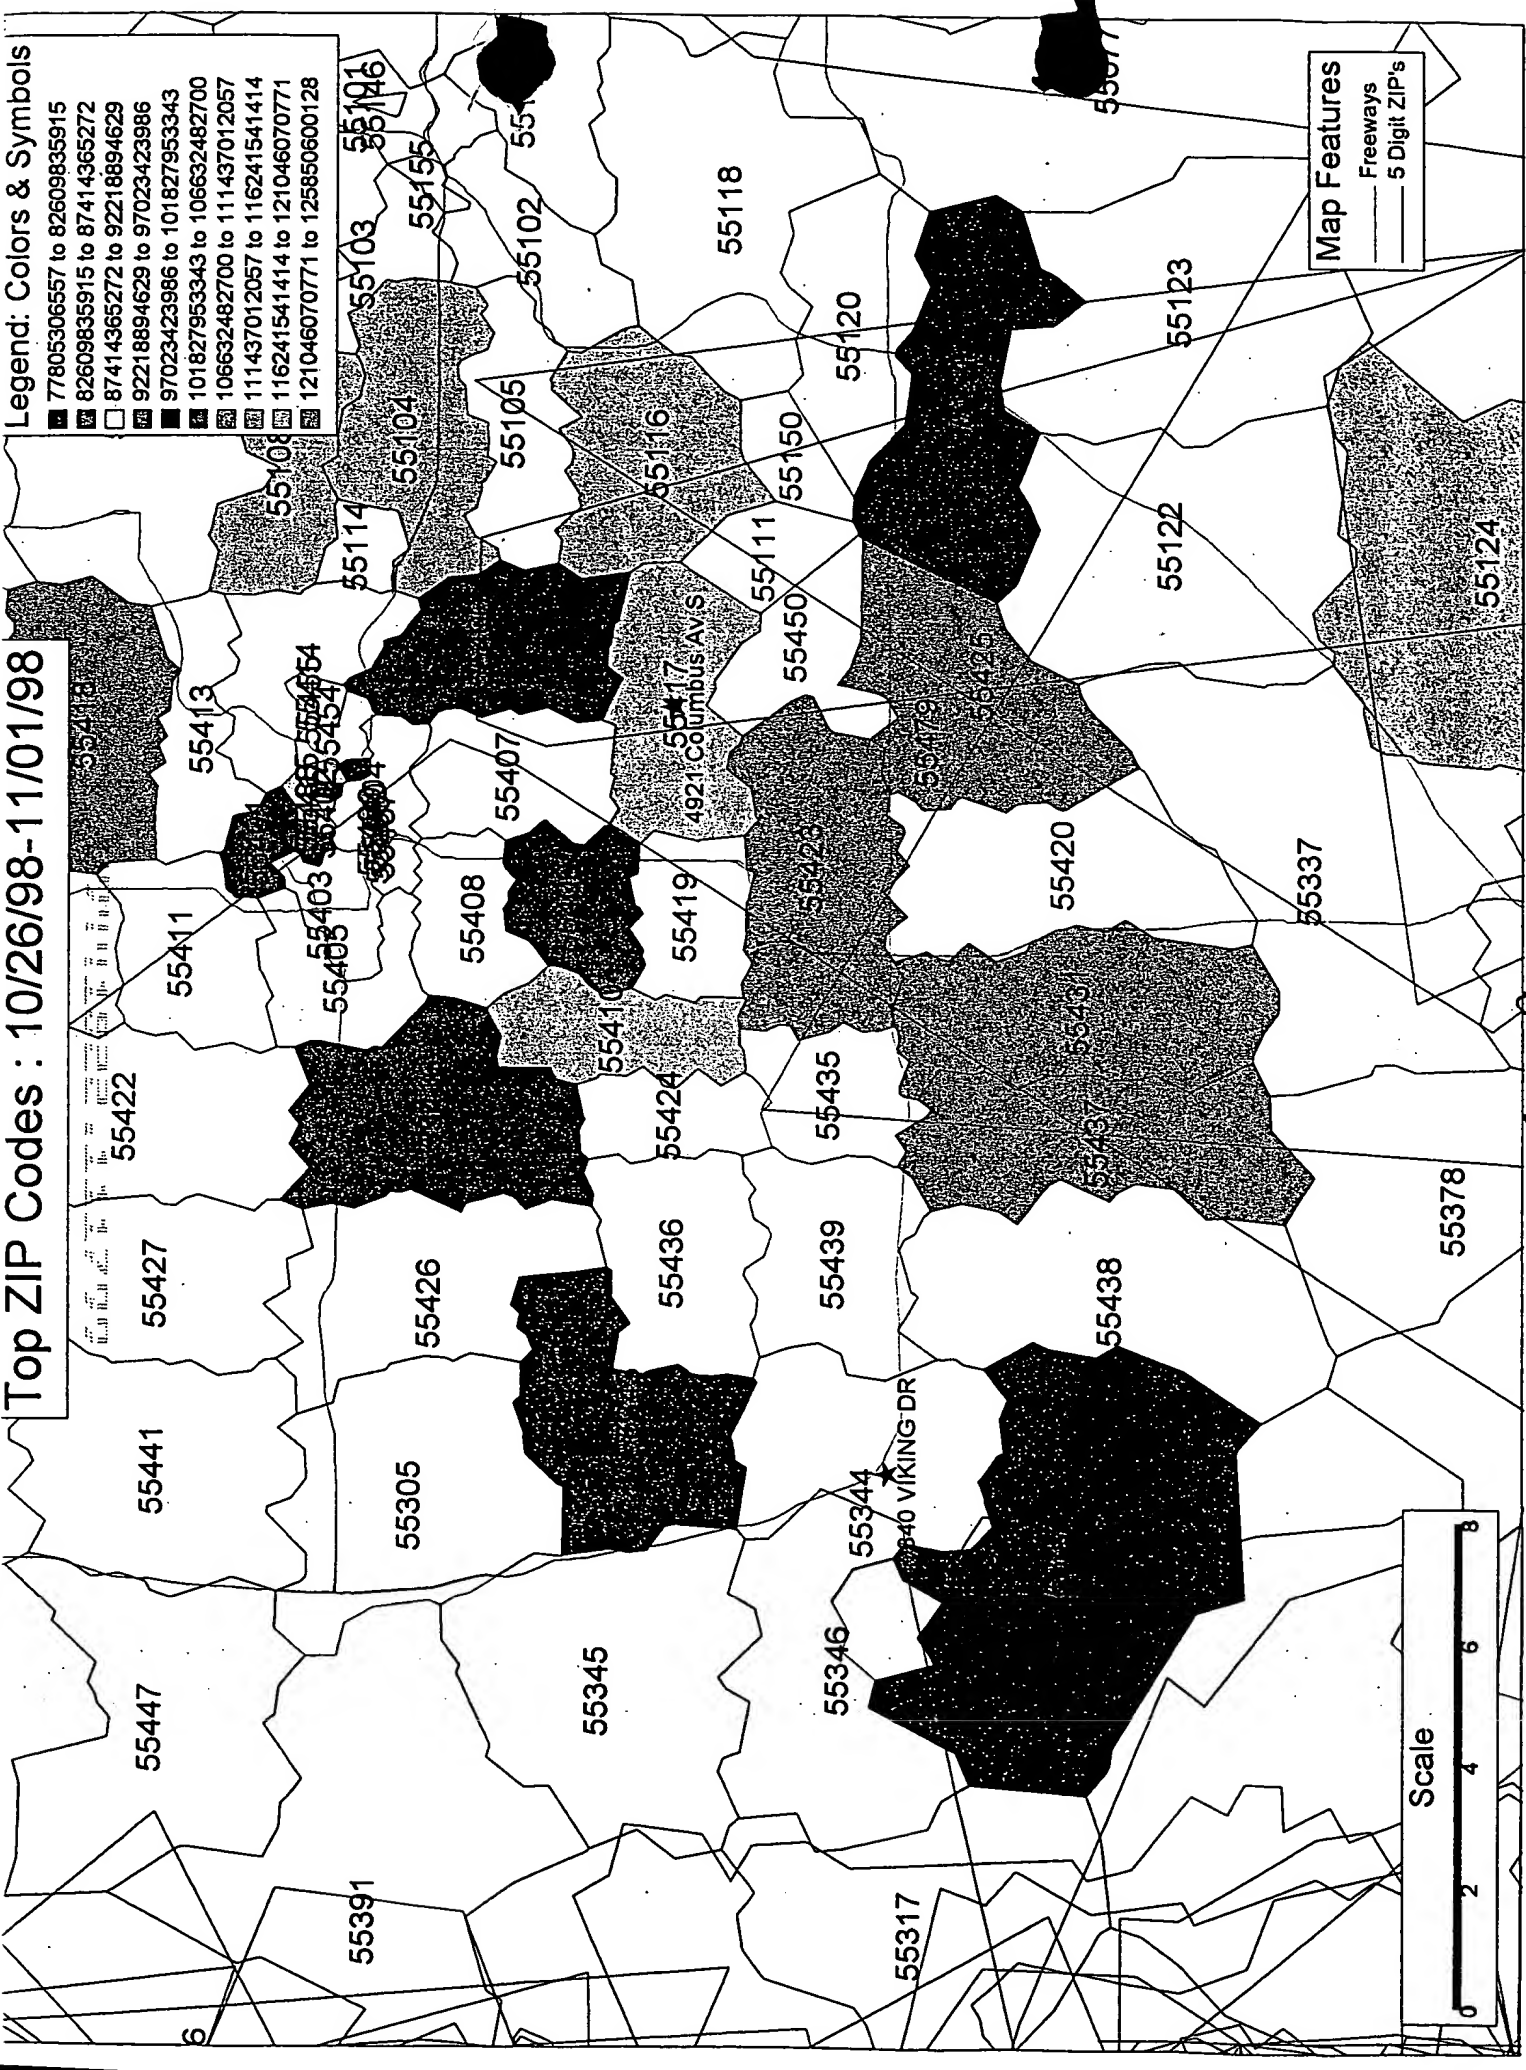 Top ZIP Codes : 10/26/98-11/01/98
Legend: Colors & Symbols
77805306557 to 82609835915
82609835915 to 87414365272
87414365272 to 92218894629
92218894629 to 97023423986
97023423986 to 101827953343
101827953343 to 106632482700
106632482700 to 111437012057
111437012057 to 116241541414
116241541414 to 121046070771
121046070771 to 125850600128
55447
55441
55427
55422
55411
55413
55114
55108
55103
55101
55146
55155
55391
55305
55426
55405
55403
55454
55104
55102
55408
55407
55105
55345
55436
55424
55410
55419
4921 Columbus Av S
55116
55118
55346
55344
55439
55435
55423
55450
55111
55150
55120
55317
VIKING DR
55479
55425
55438
55437
55431
55420
55122
55123
55077
55378
55337
55124
Map Features
Freeways
5 Digit ZIP's
Scale
0 2 4 6 8